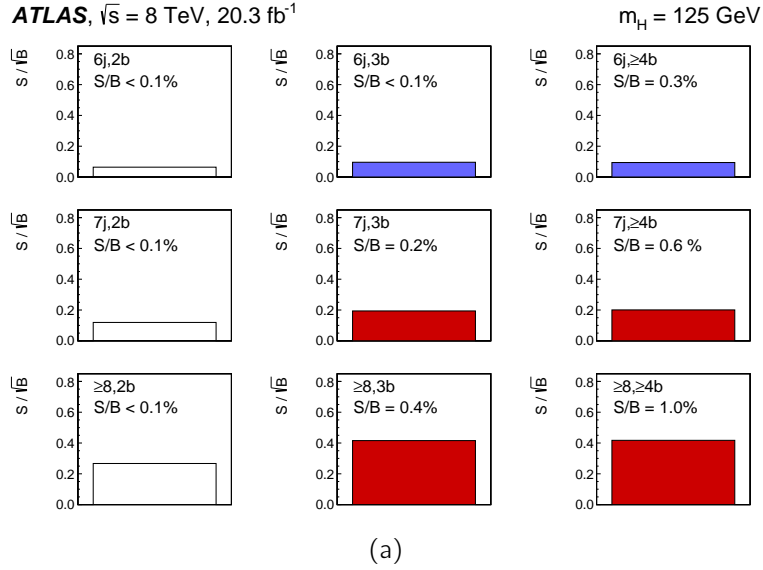 ATLAS, √s = 8 TeV, 20.3 fb⁻¹ m_H = 125 GeV
S / √B 0.8 6j,2b
S/B < 0.1%
0.6
0.4
0.2
0.0
S / √B 0.8 6j,3b
S/B < 0.1%
0.6
0.4
0.2
0.0
S / √B 0.8 6j,≥4b
S/B = 0.3%
0.6
0.4
0.2
0.0
S / √B 0.8 7j,2b
S/B < 0.1%
0.6
0.4
0.2
0.0
S / √B 0.8 7j,3b
S/B = 0.2%
0.6
0.4
0.2
0.0
S / √B 0.8 7j,≥4b
S/B = 0.6 %
0.6
0.4
0.2
0.0
S / √B 0.8 ≥8,2b
S/B < 0.1%
0.6
0.4
0.2
0.0
S / √B 0.8 ≥8,3b
S/B = 0.4%
0.6
0.4
0.2
0.0
S / √B 0.8 ≥8,≥4b
S/B = 1.0%
0.6
0.4
0.2
0.0
(a)